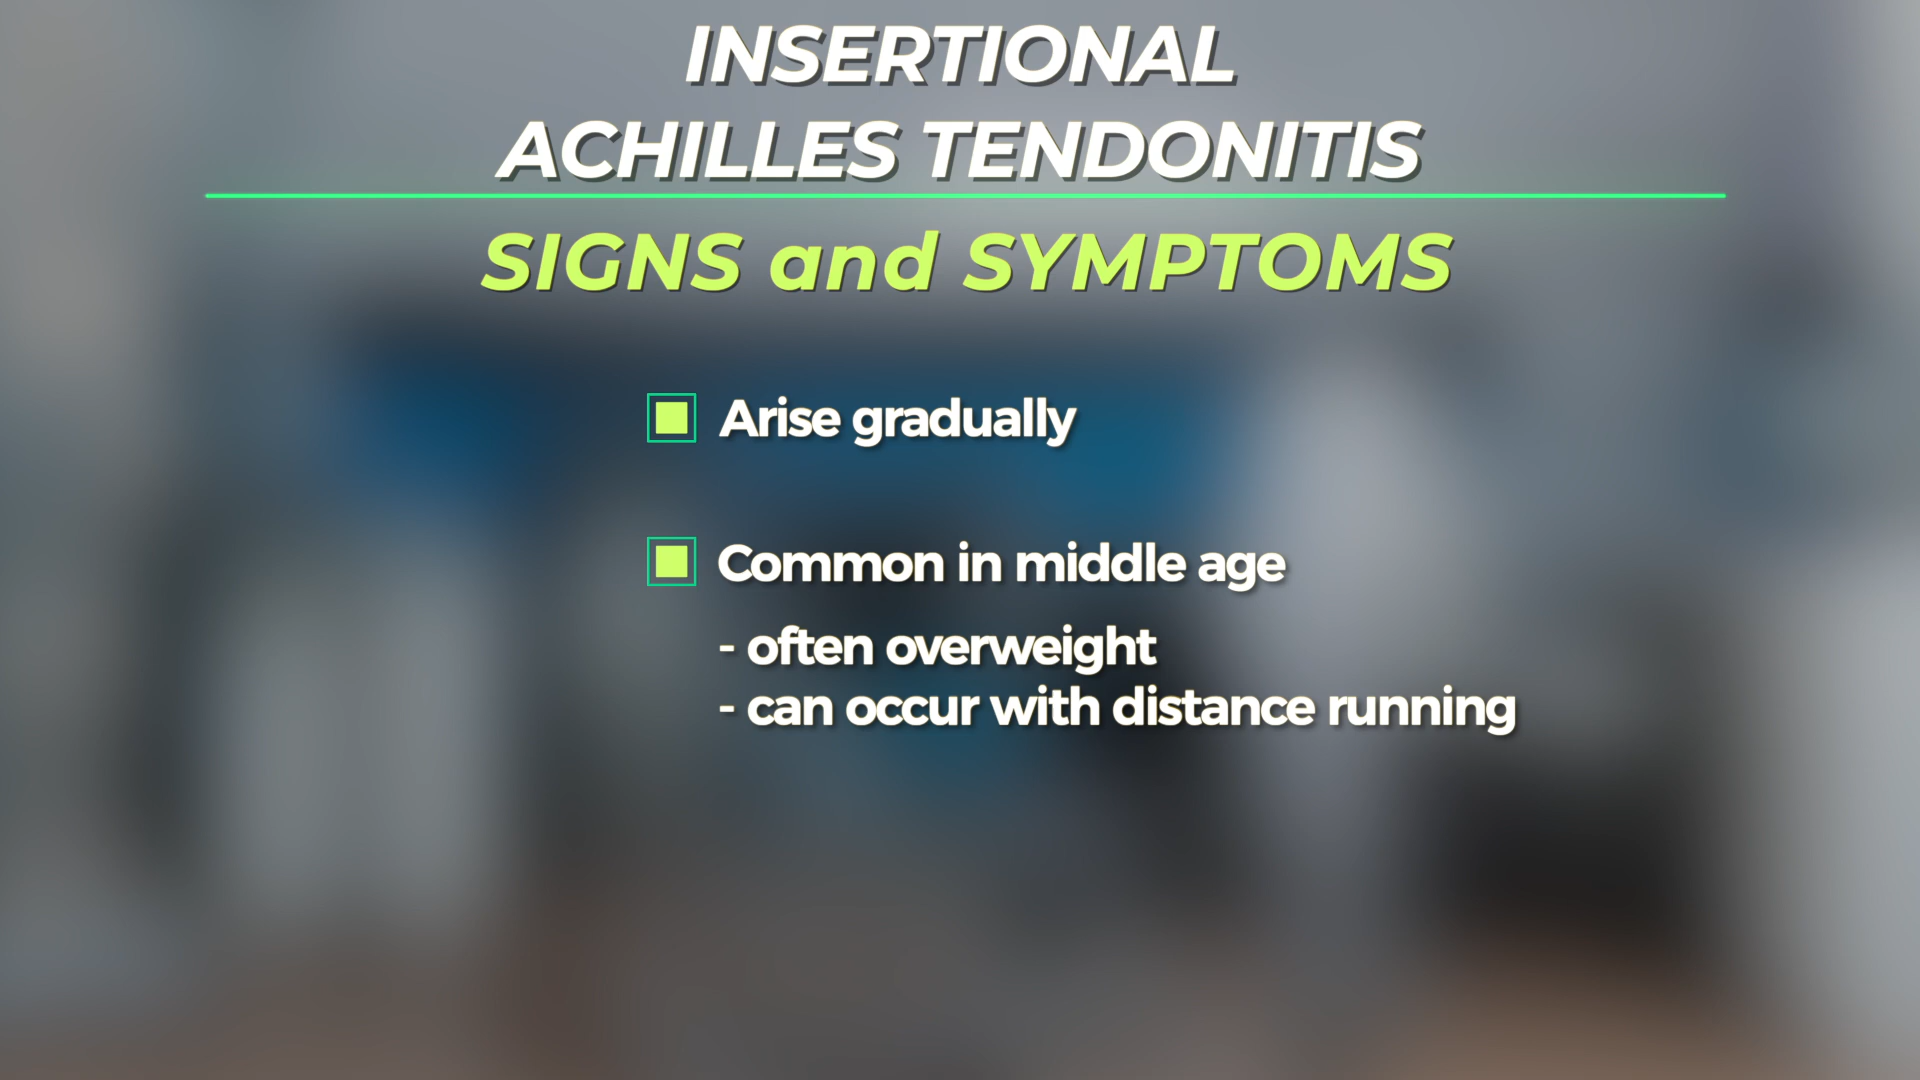 INSERTIONAL
ACHILLES TENDONITIS
SIGNS and SYMPTOMS
Arise gradually
Common in middle age
- often overweight
- can occur with distance running